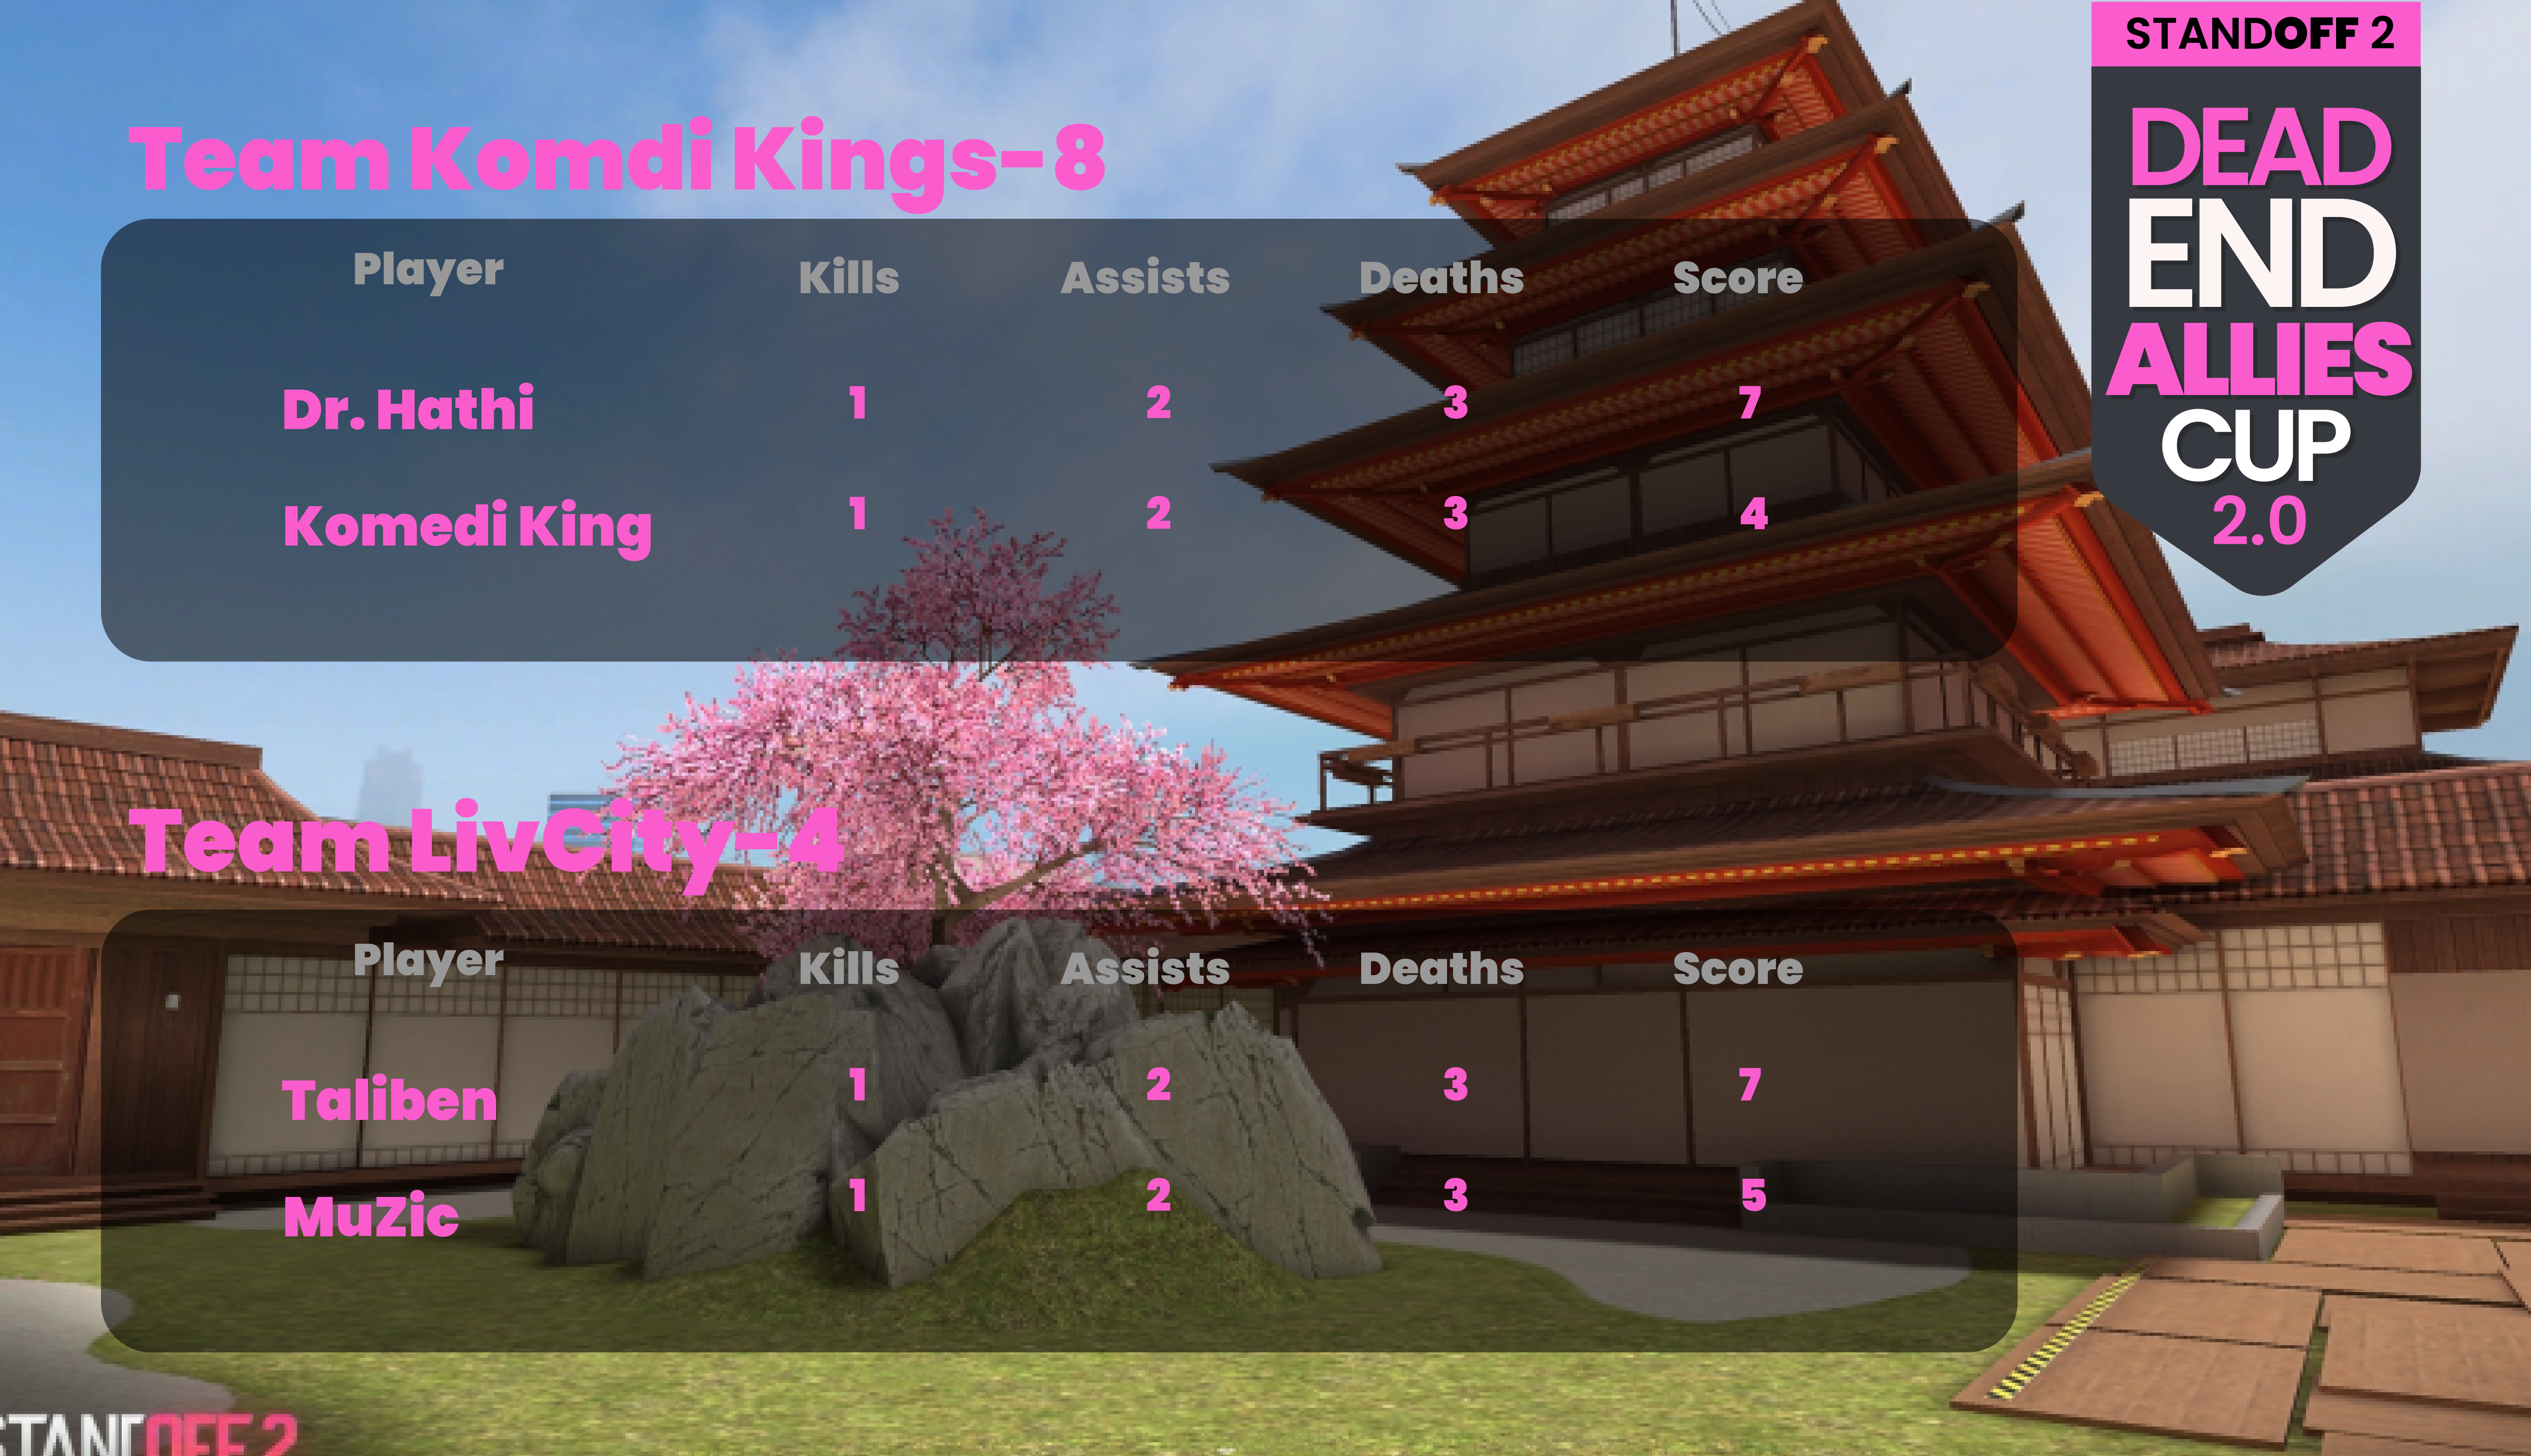 STANDOFF 2
DEAD
END
ALLIES
CUP
2.0
Team Komdi Kings-8
Player Kills Assists Deaths Score
Dr. Hathi 1 2 3 7
Komedi King 1 2 3 4
Team LivCity-4
Player Kills Assists Deaths Score
Taliben 1 2 3 7
MuZic 1 2 3 5
STANDOFF 2